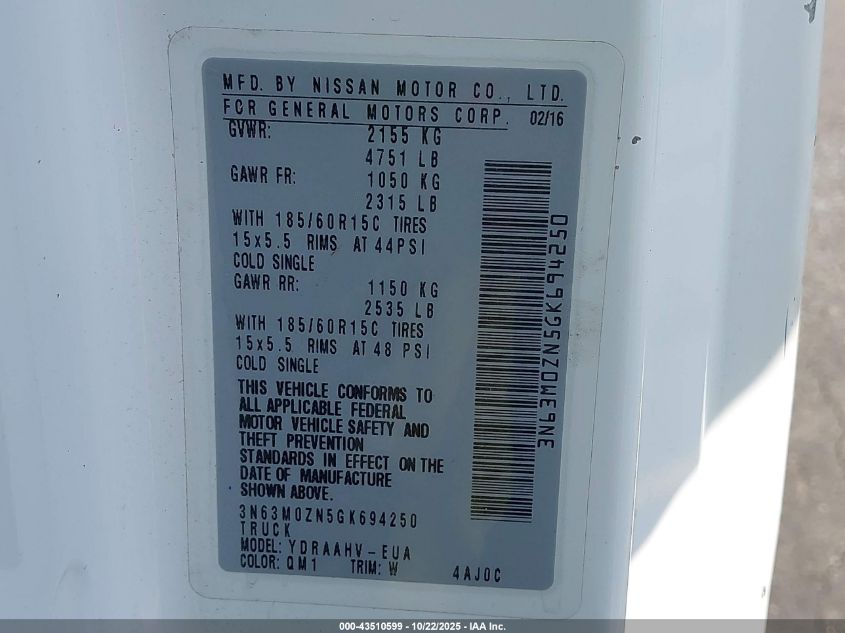 MFD. BY NISSAN MOTOR CO., LTD.
FOR GENERAL MOTORS CORP. 02/16
GVWR: 2155 KG
4751 LB
GAWR FR: 1050 KG
2315 LB
WITH 185/60R15C TIRES
15x5.5 RIMS AT 44PSI
COLD SINGLE
GAWR RR: 1150 KG
2535 LB
WITH 185/60R15C TIRES
15x5.5 RIMS AT 48 PSI
COLD SINGLE
THIS VEHICLE CONFORMS TO
ALL APPLICABLE FEDERAL
MOTOR VEHICLE SAFETY AND
THEFT PREVENTION
STANDARDS IN EFFECT ON THE
DATE OF MANUFACTURE
SHOWN ABOVE.
3N63M0ZN5GK694250
TRUCK
MODEL: YDRAAHV-EUA
COLOR: QM1 TRIM: W 4AJ0C
3N63M0ZN5GK694250
000-43510599 - 10/22/2025 - IAA Inc.